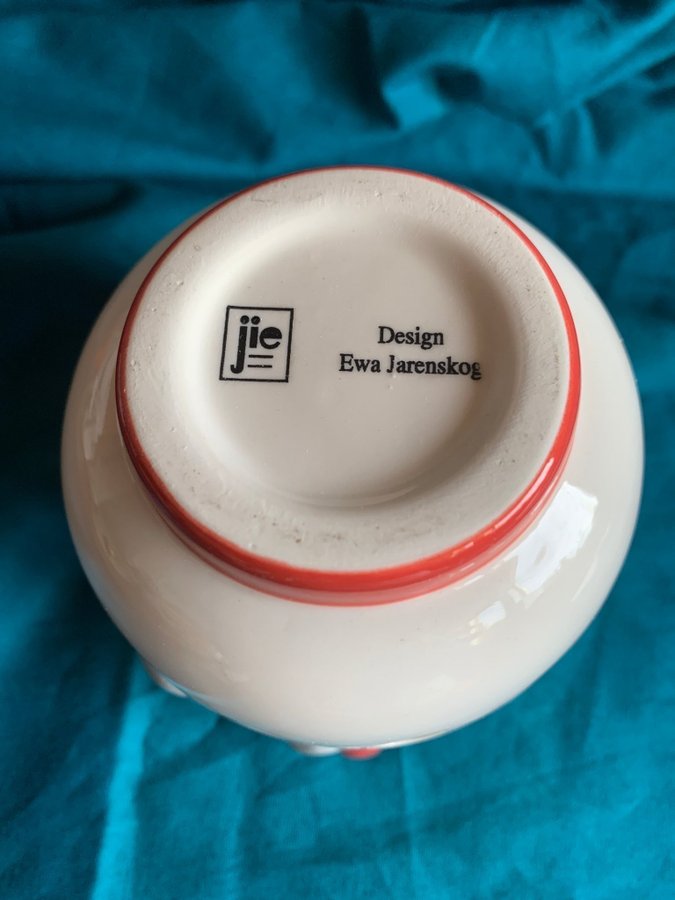 jie
Design
Ewa Jarenskog